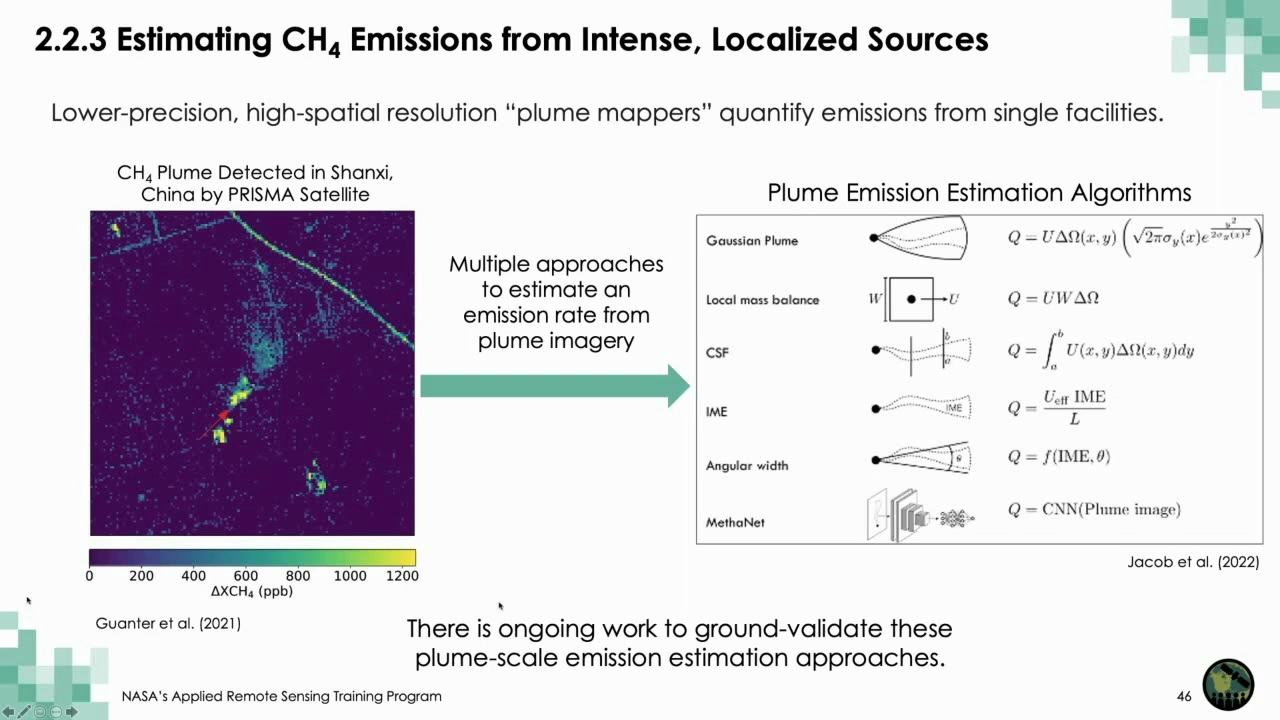 2.2.3 Estimating CH₄ Emissions from Intense, Localized Sources
Lower-precision, high-spatial resolution “plume mappers” quantify emissions from single facilities.
CH₄ Plume Detected in Shanxi,
China by PRISMA Satellite
0 200 400 600 800 1000 1200
ΔXCH₄ (ppb)
Guanter et al. (2021)
Multiple approaches
to estimate an
emission rate from
plume imagery
Plume Emission Estimation Algorithms
Gaussian Plume Q = UΔΩ(x, y) (√2π σ_y(x) e^{y²/2σ_y(x)²})
Local mass balance W U Q = UWΔΩ
CSF b a Q = ∫_a^b U(x, y)ΔΩ(x, y)dy
IME IME Q = U_eff IME / L
Angular width θ Q = f(IME, θ)
MethaNet Q = CNN(Plume image)
Jacob et al. (2022)
There is ongoing work to ground-validate these
plume-scale emission estimation approaches.
NASA’s Applied Remote Sensing Training Program
46